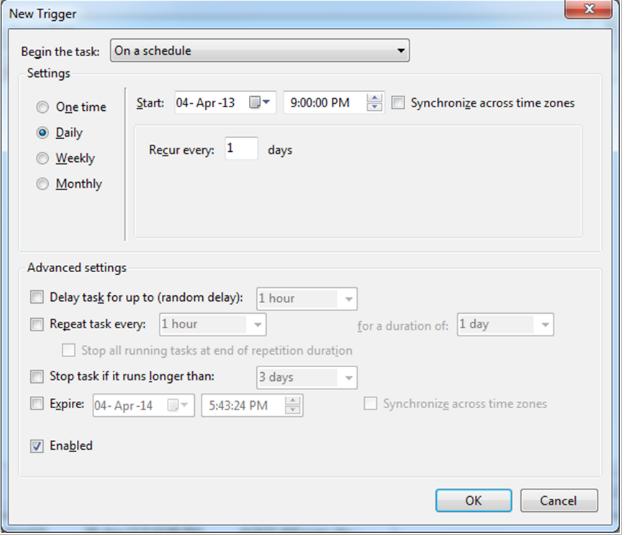 New Trigger
Begin the task: On a schedule
Settings
One time
Daily
Weekly
Monthly
Start: 04- Apr -13 9:00:00 PM Synchronize across time zones
Recur every: 1 days
Advanced settings
Delay task for up to (random delay): 1 hour
Repeat task every: 1 hour for a duration of: 1 day
Stop all running tasks at end of repetition duration
Stop task if it runs longer than: 3 days
Expire: 04- Apr -14 5:43:24 PM Synchronize across time zones
Enabled
OK Cancel